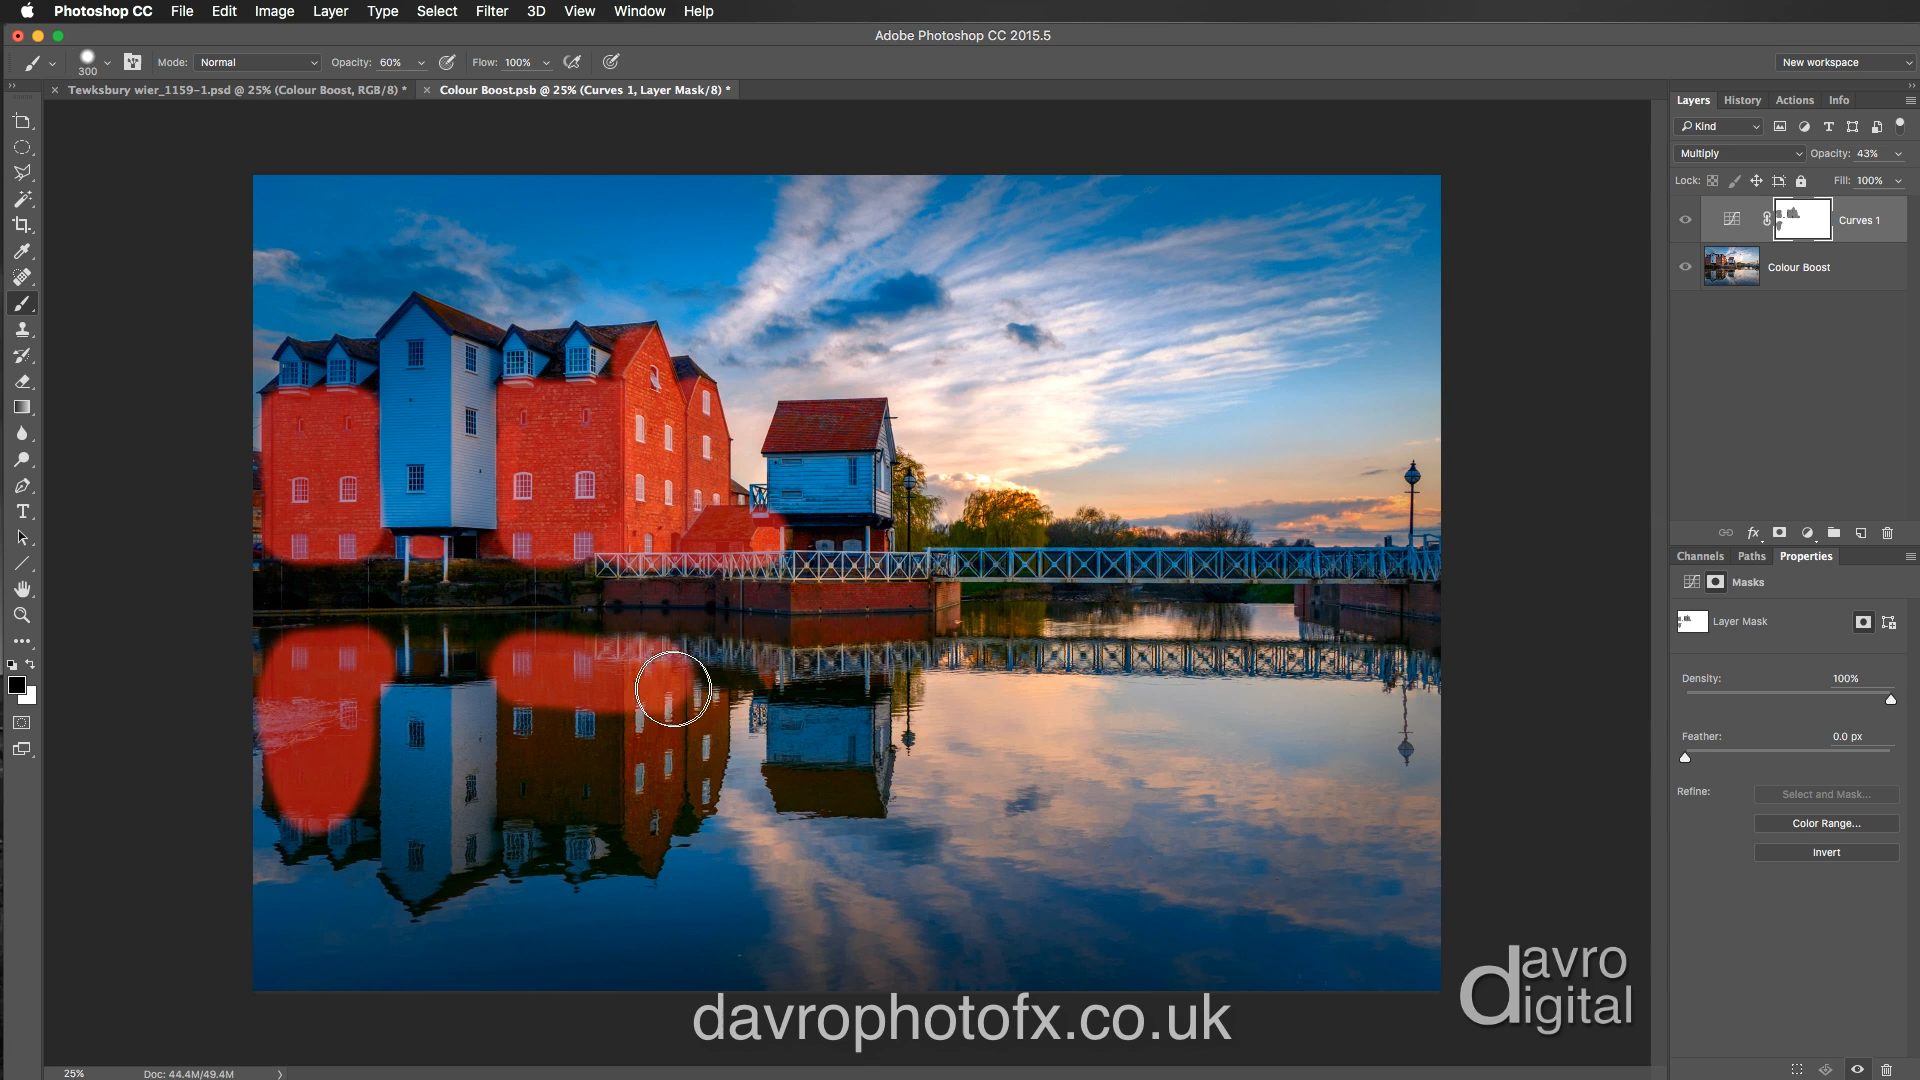 Photoshop CC File Edit Image Layer Type Select Filter 3D View Window Help
Adobe Photoshop CC 2015.5
300 Mode: Normal Opacity: 60% Flow: 100% New workspace
Tewksbury wier_1159-1.psd @ 25% (Colour Boost, RGB/8) * Colour Boost.psb @ 25% (Curves 1, Layer Mask/8) *
Layers History Actions Info
Kind
Multiply Opacity: 43%
Lock: Fill: 100%
Curves 1
Colour Boost
Channels Paths Properties
Masks
Layer Mask
Density: 100%
Feather: 0.0 px
Refine: Select and Mask...
Color Range...
Invert
davro digital
davrophotofx.co.uk
25% Doc: 44.4M/49.4M